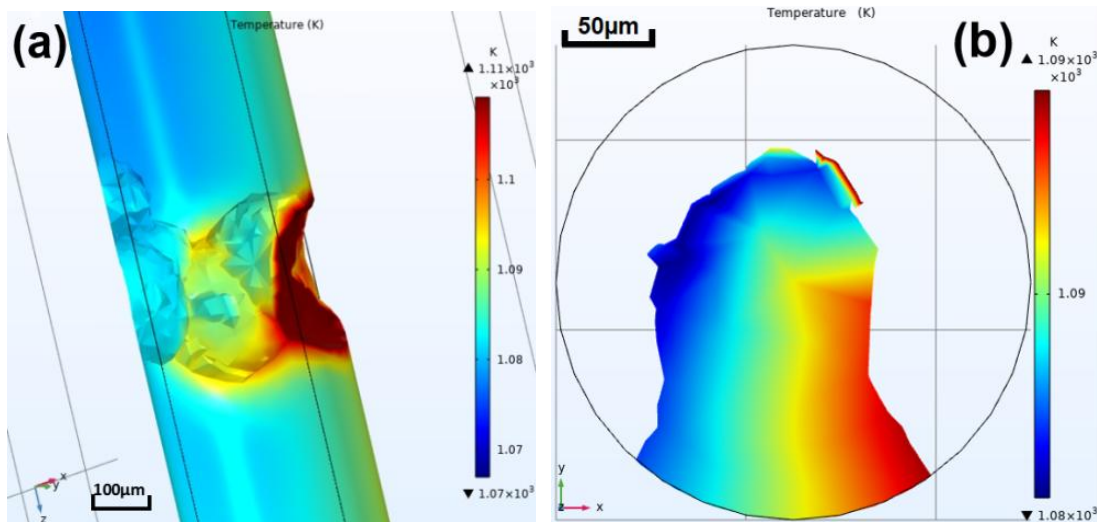 (a)
Temperature (K)
K
▲ 1.11×10³
×10³
1.1
1.09
1.08
1.07
▼ 1.07×10³
x
y
z
100μm
50μm
Temperature (K)
(b)
K
▲ 1.09×10³
×10³
1.09
▼ 1.08×10³
y
z
x